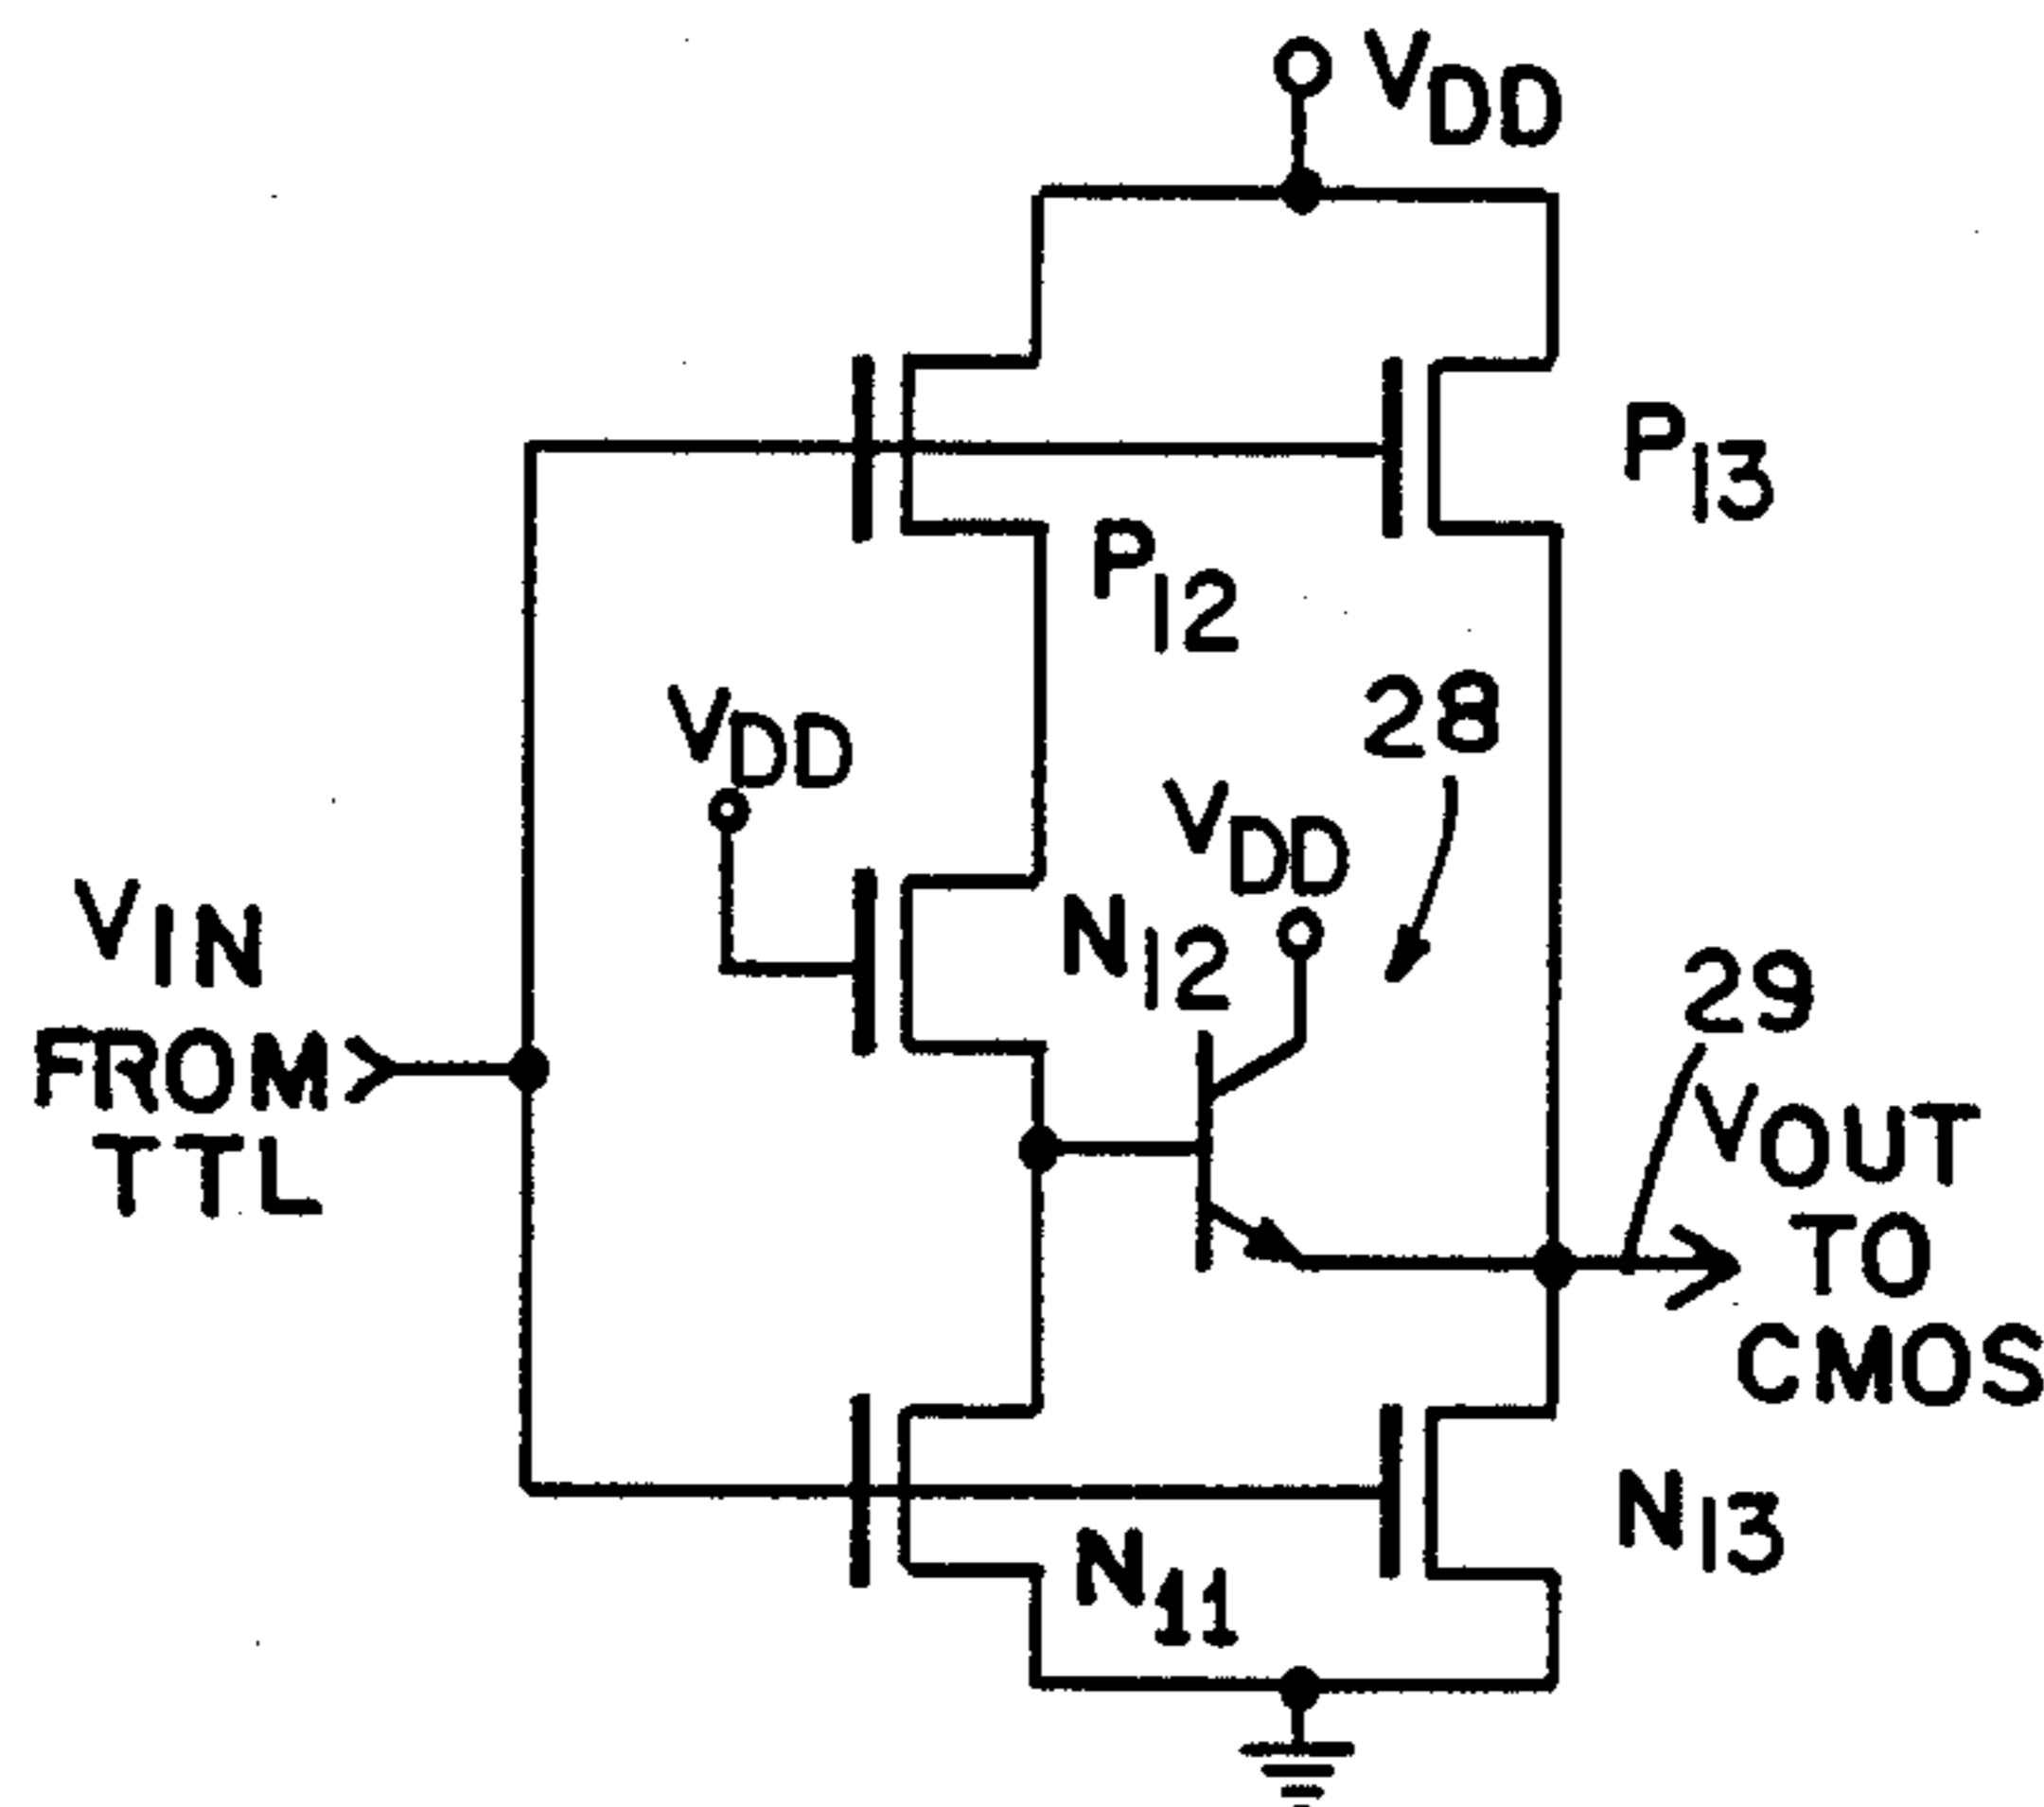 VDD
P13
P12
VDD
28
VDD
N12
VIN
FROM
TTL
29
VOUT
TO
CMOS
N13
N11